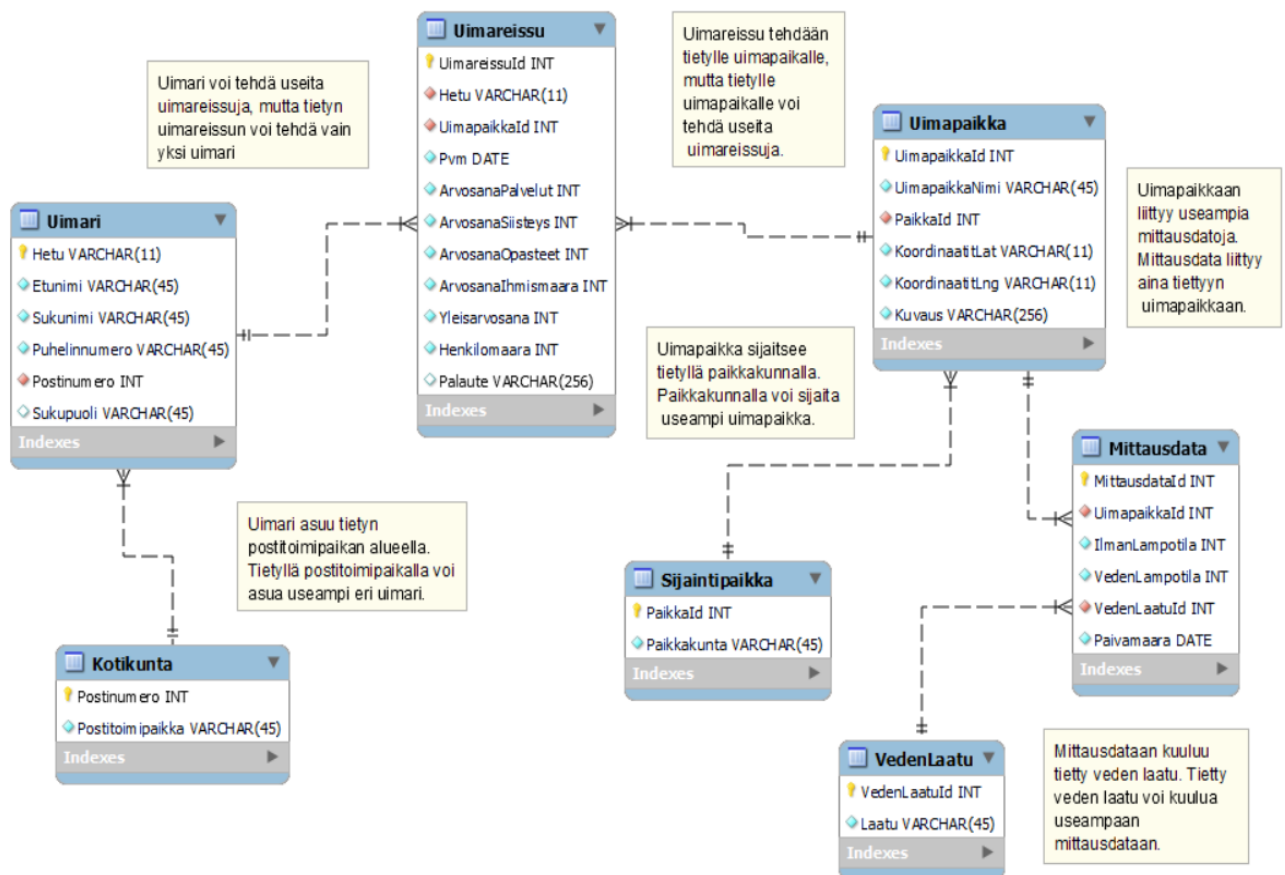 Uimari voi tehdä useita
uimareissuja, mutta tietyn
uimareissun voi tehdä vain
yksi uimari
Uimareissu
UimareissuId INT
Hetu VARCHAR(11)
UimapaikkaId INT
Pvm DATE
ArvosanaPalvelut INT
ArvosanaSiisteys INT
ArvosanaOpasteet INT
ArvosanaIhmismaara INT
Yleisarvosana INT
Henkilomaara INT
Palaute VARCHAR(256)
Indexes
Uimareissu tehdään
tietylle uimapaikalle,
mutta tietylle
uimapaikalle voi
tehdä useita
uimareissuja.
Uimapaikka
UimapaikkaId INT
UimapaikkaNimi VARCHAR(45)
PaikkaId INT
KoordinaatitLat VARCHAR(11)
KoordinaatitLng VARCHAR(11)
Kuvaus VARCHAR(256)
Indexes
Uimapaikkaan
liittyy useampia
mittausdatoja.
Mittausdata liittyy
aina tiettyyn
uimapaikkaan.
Uimari
Hetu VARCHAR(11)
Etunimi VARCHAR(45)
Sukunimi VARCHAR(45)
Puhelinnumero VARCHAR(45)
Postinumero INT
Sukupuoli VARCHAR(45)
Indexes
Uimapaikka sijaitsee
tietyllä paikkakunnalla.
Paikkakunnalla voi sijaita
useampi uimapaikka.
Mittausdata
MittausdataId INT
UimapaikkaId INT
IlmanLampotila INT
VedenLampotila INT
VedenLaatuId INT
Paivamaara DATE
Indexes
Uimari asuu tietyn
postitoimipaikan alueella.
Tietyllä postitoimipaikalla voi
asua useampi eri uimari.
Sijaintipaikka
PaikkaId INT
Paikkakunta VARCHAR(45)
Indexes
Kotikunta
Postinumero INT
Postitoimipaikka VARCHAR(45)
Indexes
VedenLaatu
VedenLaatuId INT
Laatu VARCHAR(45)
Indexes
Mittausdataan kuuluu
tietty veden laatu. Tietty
veden laatu voi kuulua
useampaan
mittausdataan.